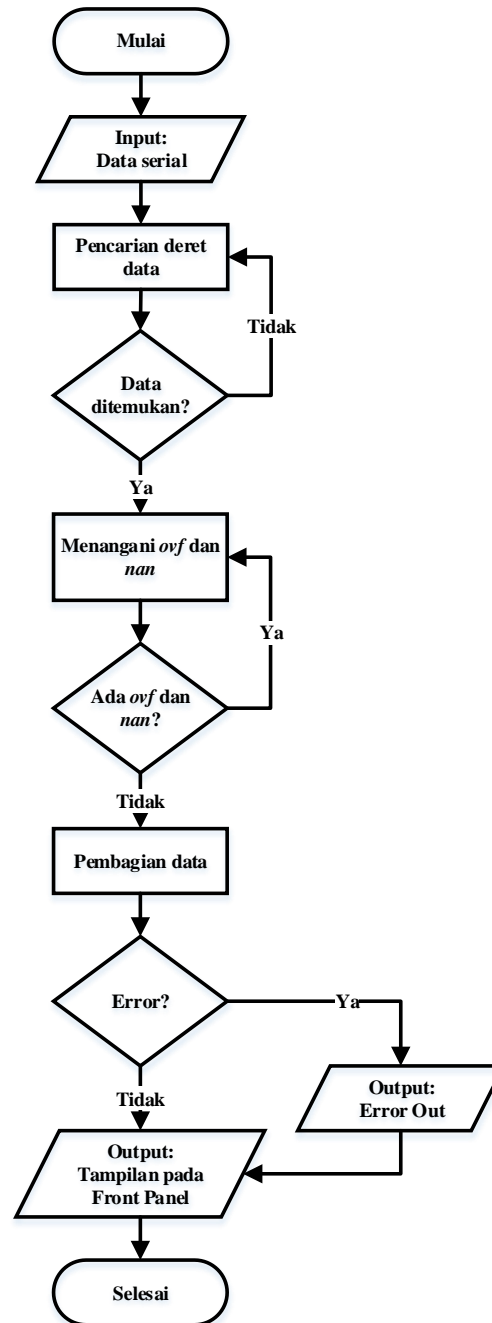 Mulai
Input:
Data serial
Pencarian deret
data
Tidak
Data
ditemukan?
Ya
Menangani ovf dan
nan
Ya
Ada ovf dan
nan?
Tidak
Pembagian data
Error?
Ya
Output:
Error Out
Tidak
Output:
Tampilan pada
Front Panel
Selesai